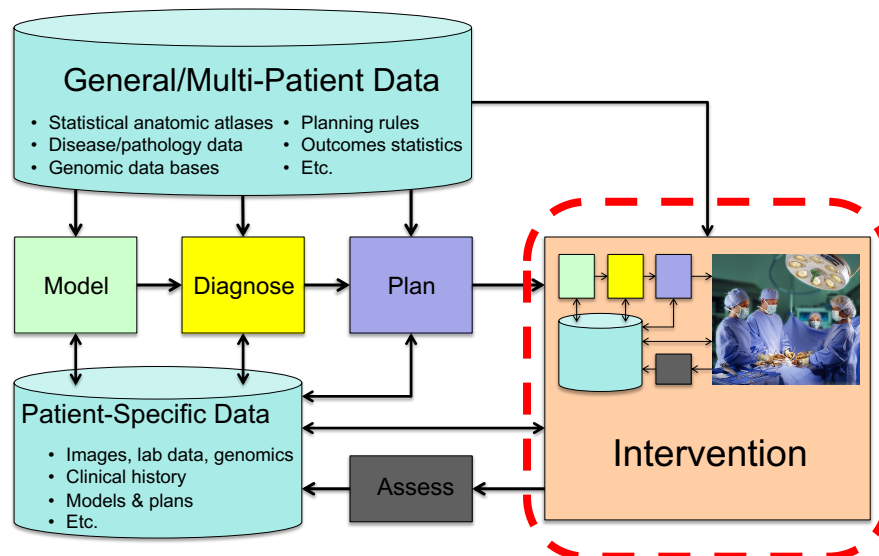 General/Multi-Patient Data
• Statistical anatomic atlases
• Disease/pathology data
• Genomic data bases
• Planning rules
• Outcomes statistics
• Etc.
Model
Diagnose
Plan
Patient-Specific Data
• Images, lab data, genomics
• Clinical history
• Models & plans
• Etc.
Assess
Intervention